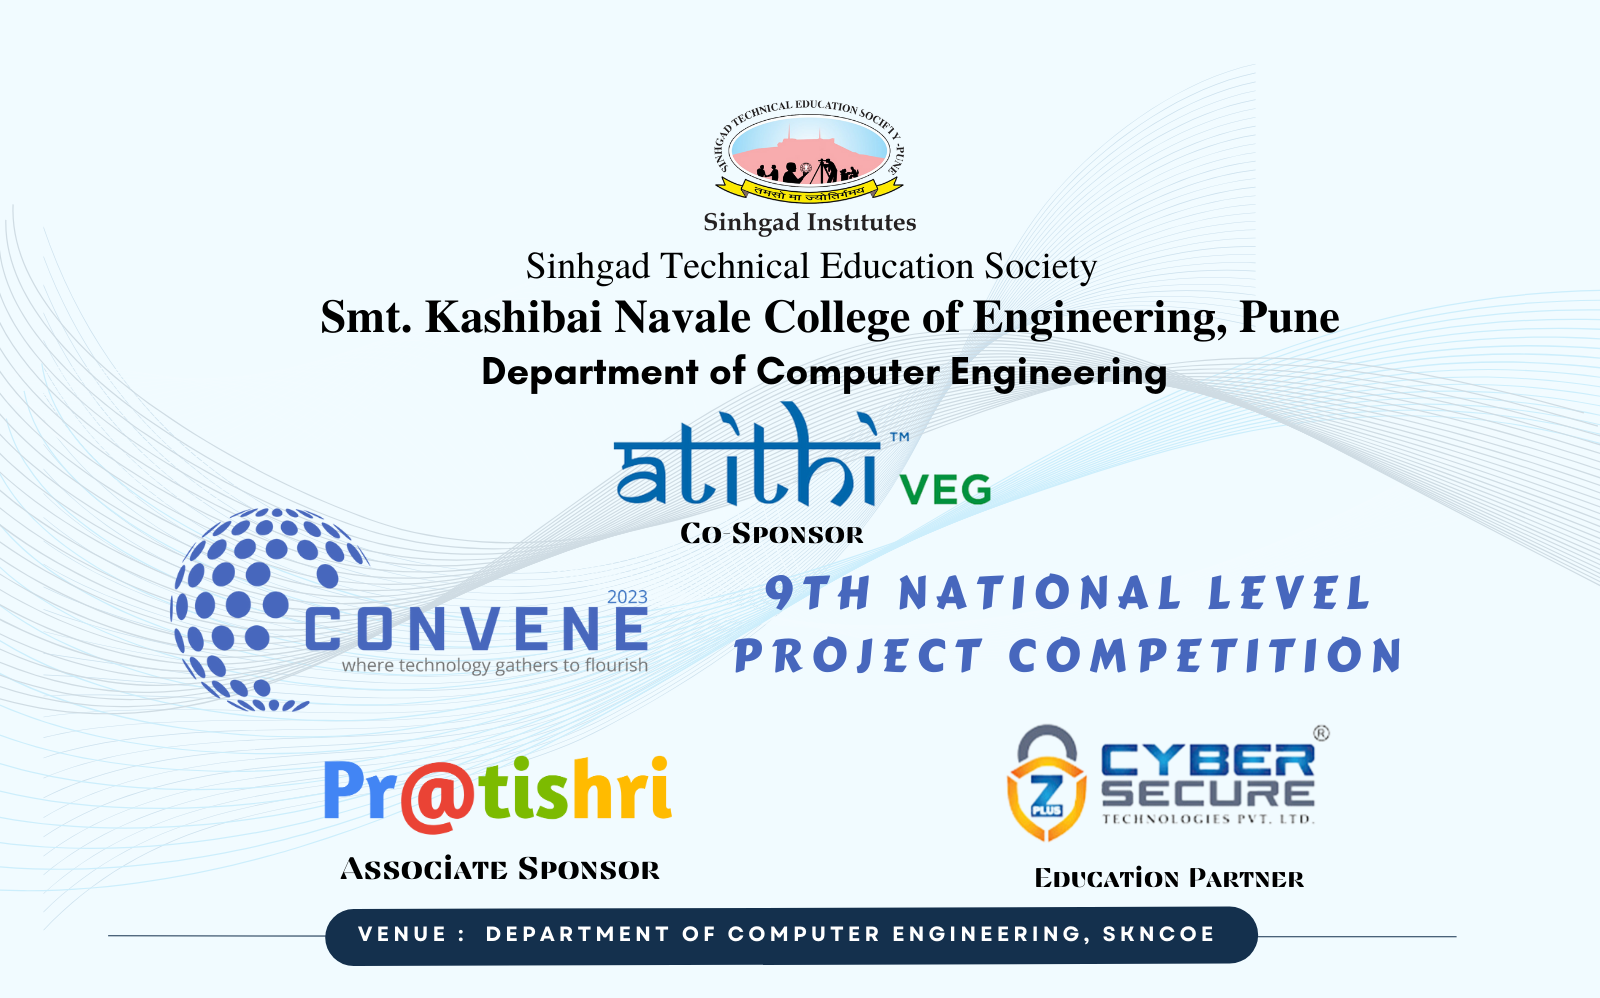 SINHGAD TECHNICAL EDUCATION SOCIETY - PUNE
तमसो मा ज्योतिर्गमय
Sinhgad Institutes
Sinhgad Technical Education Society
Smt. Kashibai Navale College of Engineering, Pune
Department of Computer Engineering
atithi™ VEG
Co-Sponsor
2023
CONVENE
where technology gathers to flourish
9TH NATIONAL LEVEL
PROJECT COMPETITION
Pr@tishri
Associate Sponsor
Z PLUS
CYBER ®
SECURE
TECHNOLOGIES PVT. LTD.
Education Partner
VENUE : DEPARTMENT OF COMPUTER ENGINEERING, SKNCOE